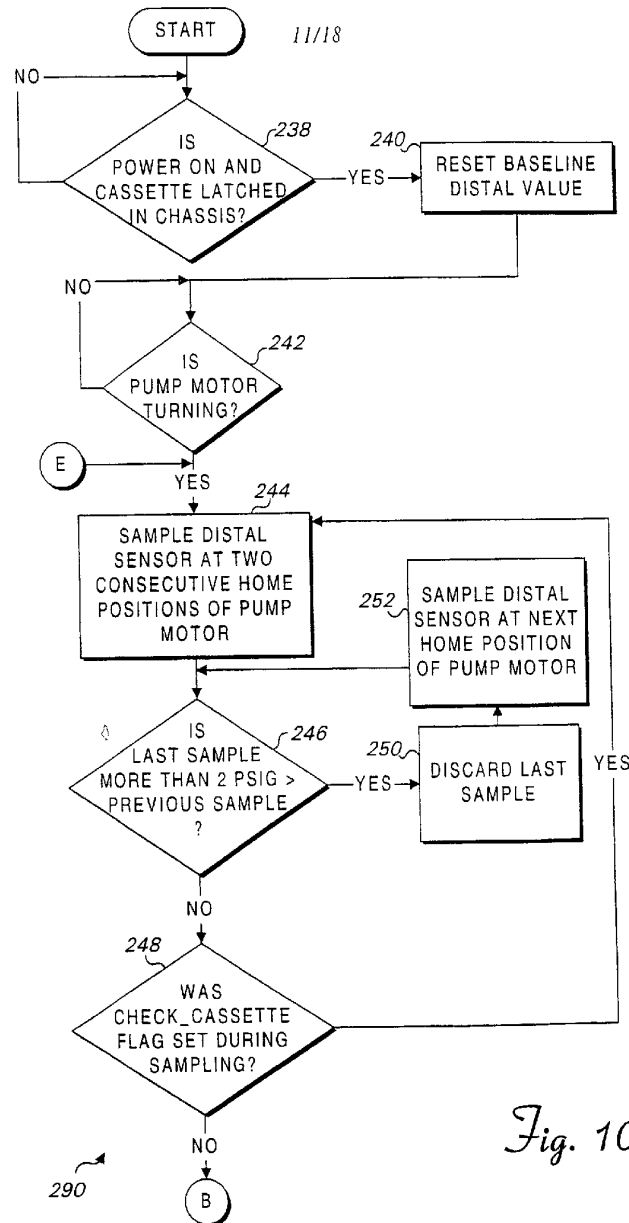 START
11/18
NO
238
IS
POWER ON AND
CASSETTE LATCHED
IN CHASSIS?
YES
240
RESET BASELINE
DISTAL VALUE
NO
242
IS
PUMP MOTOR
TURNING?
E
YES
244
SAMPLE DISTAL
SENSOR AT TWO
CONSECUTIVE HOME
POSITIONS OF PUMP
MOTOR
252
SAMPLE DISTAL
SENSOR AT NEXT
HOME POSITION
OF PUMP MOTOR
246
IS
LAST SAMPLE
MORE THAN 2 PSIG >
PREVIOUS SAMPLE
?
YES
250
DISCARD LAST
SAMPLE
YES
NO
248
WAS
CHECK_CASSETTE
FLAG SET DURING
SAMPLING?
NO
290
B
Fig. 10